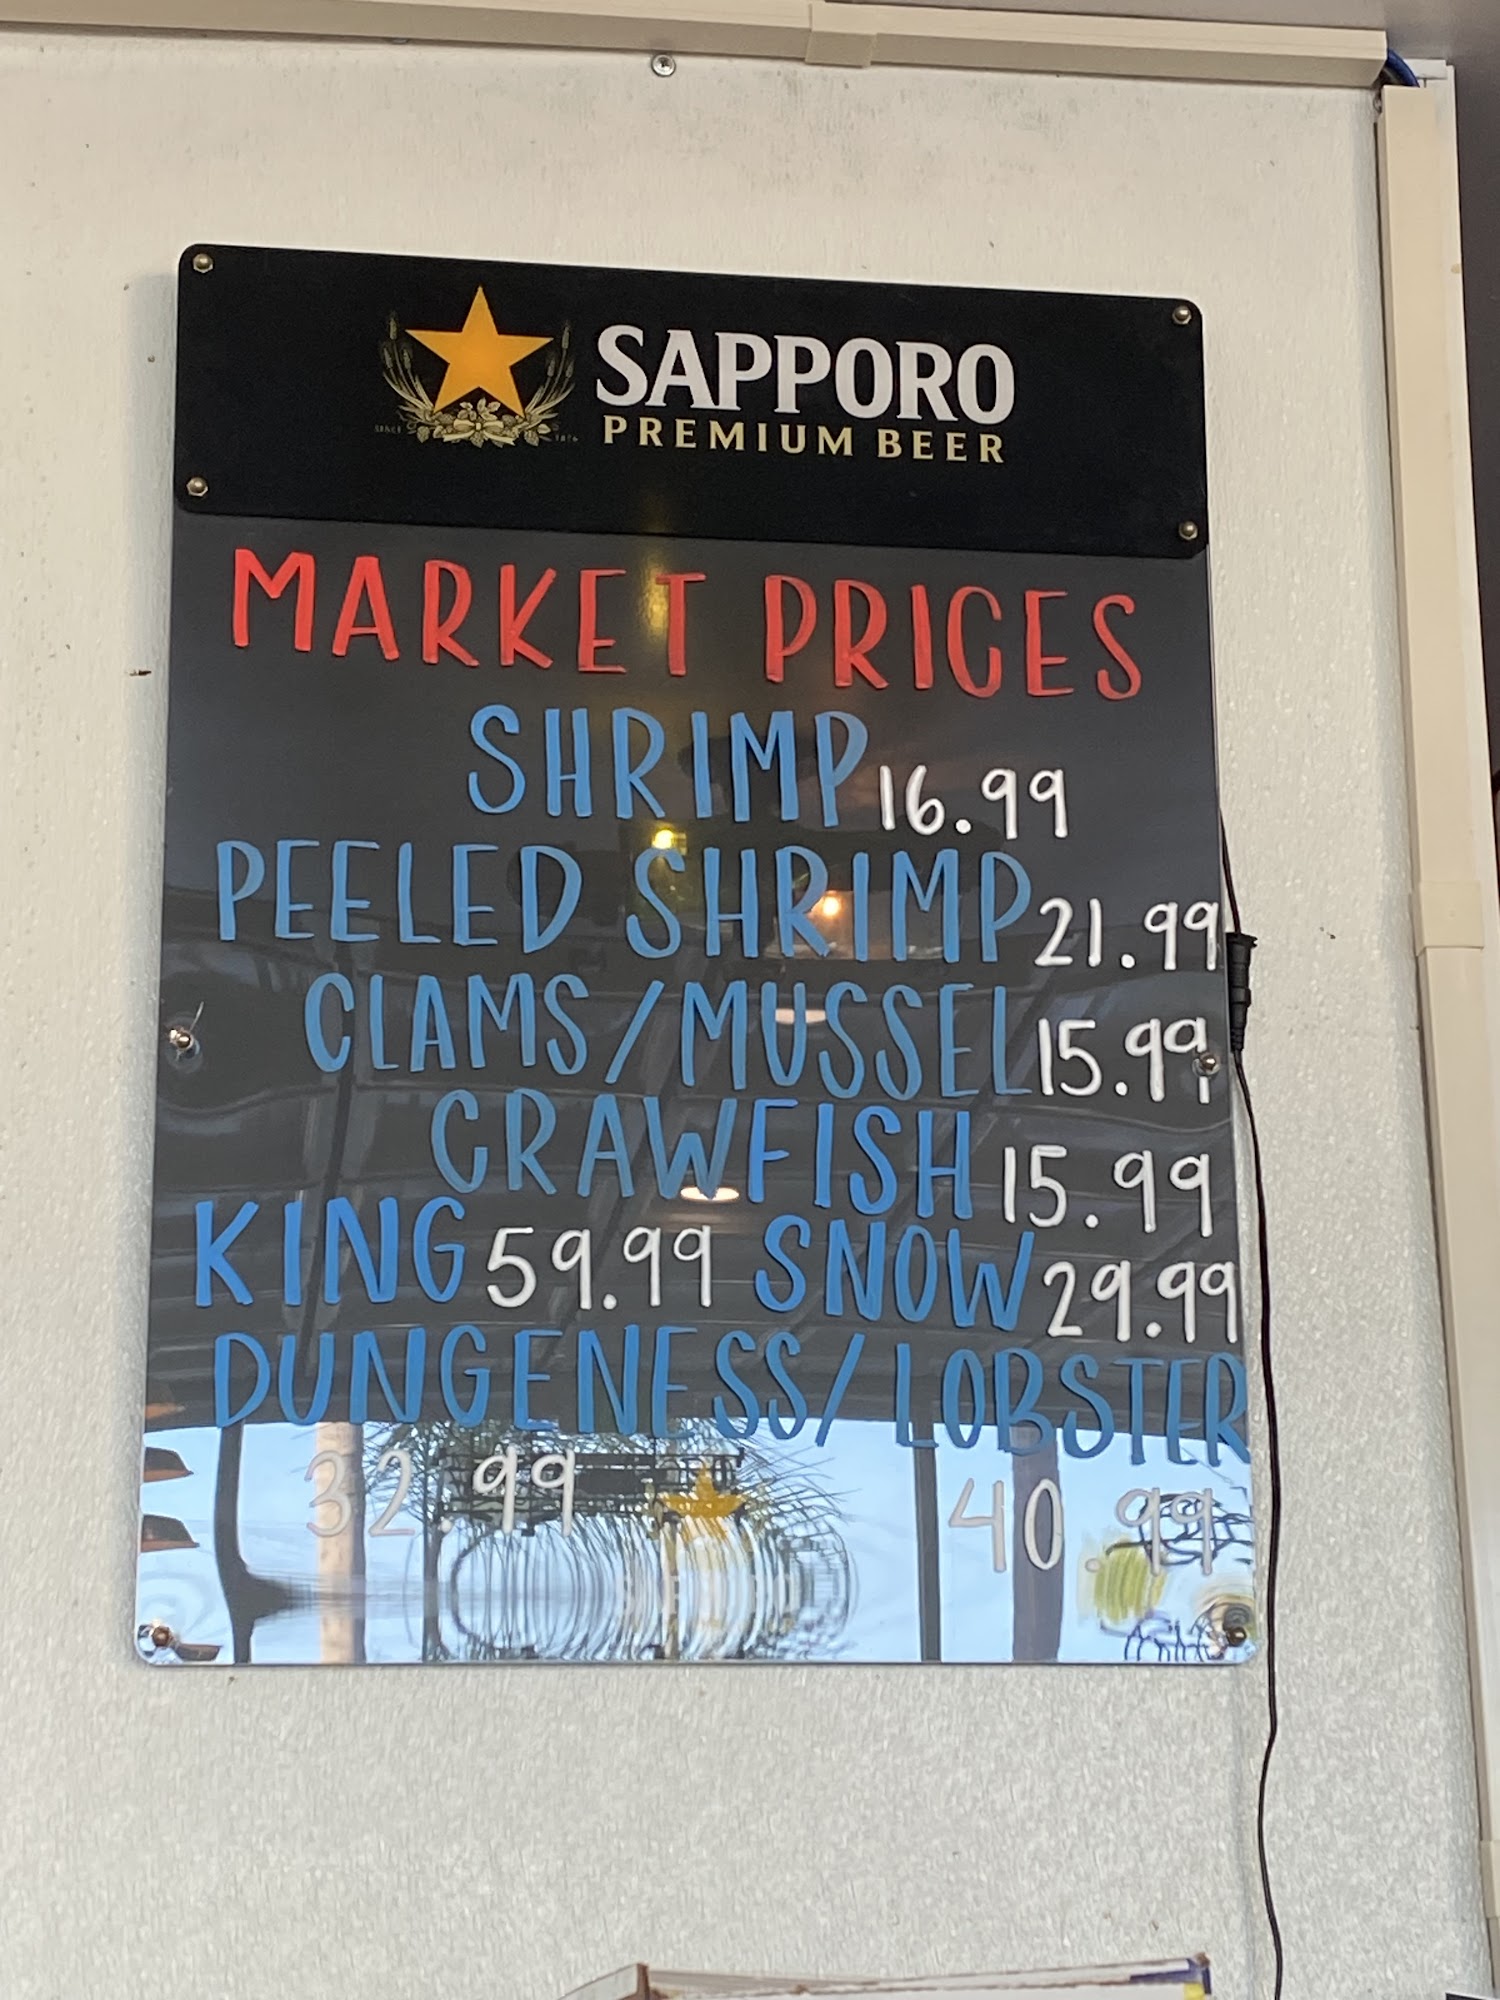 SAPPORO
PREMIUM BEER
MARKET PRICES
SHRIMP 16.99
PEELED SHRIMP 21.99
CLAMS/MUSSEL 15.99
CRAWFISH 15.99
KING 59.99 SNOW 29.99
DUNGENESS/LOBSTER
32.99 40.99